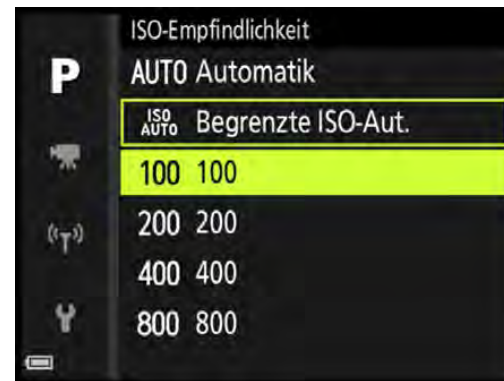 ISO-Empfindlichkeit
P
AUTO Automatik
ISO AUTO Begrenzte ISO-Aut.
100 100
200 200
400 400
800 800